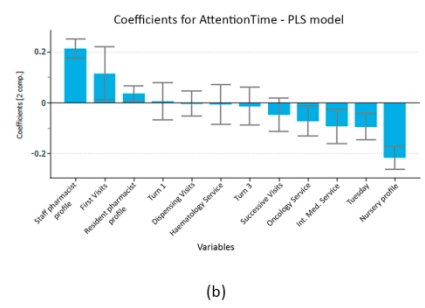 Coefficients for AttentionTime - PLS model
Coefficients [2 comp.]
0.2
0
-0.2
Staff pharmacist
profile
First Visits
Resident pharmacist
profile
Turn 1
Dispensing Visits
Haematology Service
Turn 3
Successive Visits
Oncology Service
Int. Med. Service
Tuesday
Nursery profile
Variables
(b)